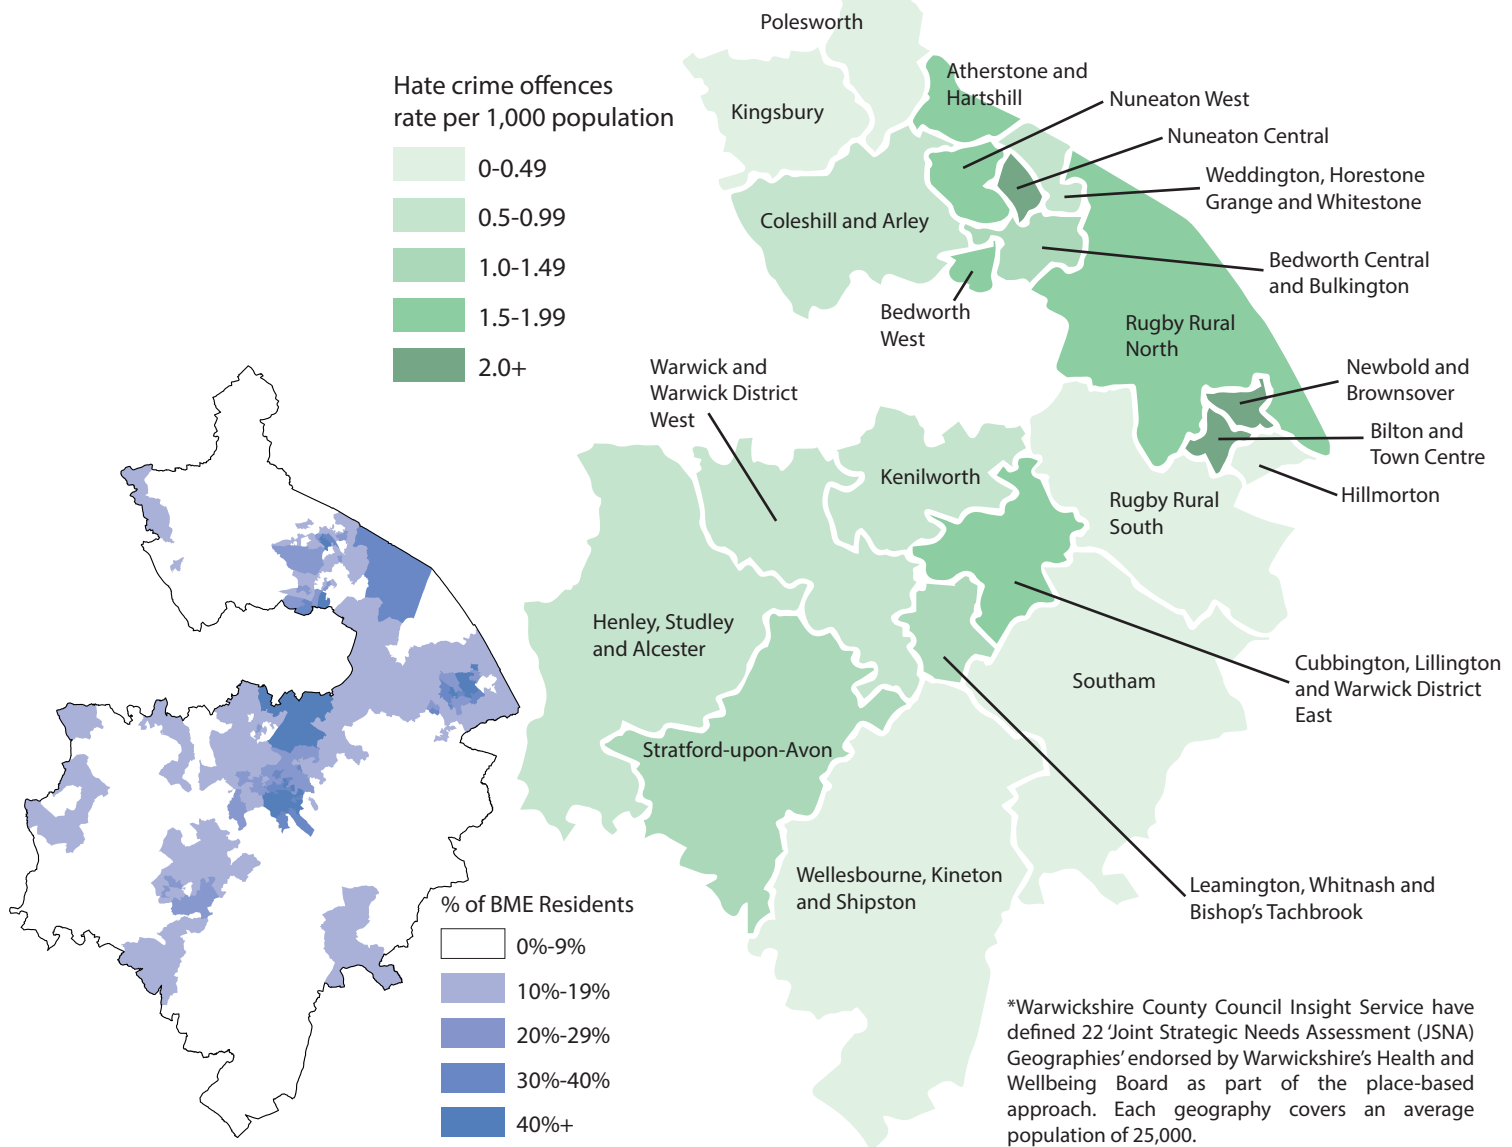 Polesworth
Hate crime offences
rate per 1,000 population
0-0.49
0.5-0.99
1.0-1.49
1.5-1.99
2.0+
Kingsbury
Atherstone and
Hartshill
Nuneaton West
Nuneaton Central
Weddington, Horestone
Grange and Whitestone
Coleshill and Arley
Bedworth Central
and Bulkington
Bedworth
West
Rugby Rural
North
Newbold and
Brownsover
Bilton and
Town Centre
Hillmorton
Warwick and
Warwick District
West
Kenilworth
Rugby Rural
South
Henley, Studley
and Alcester
Cubbington, Lillington
and Warwick District
East
Southam
Stratford-upon-Avon
Wellesbourne, Kineton
and Shipston
Leamington, Whitnash and
Bishop's Tachbrook
% of BME Residents
0%-9%
10%-19%
20%-29%
30%-40%
40%+
*Warwickshire County Council Insight Service have
defined 22 'Joint Strategic Needs Assessment (JSNA)
Geographies' endorsed by Warwickshire's Health and
Wellbeing Board as part of the place-based
approach. Each geography covers an average
population of 25,000.